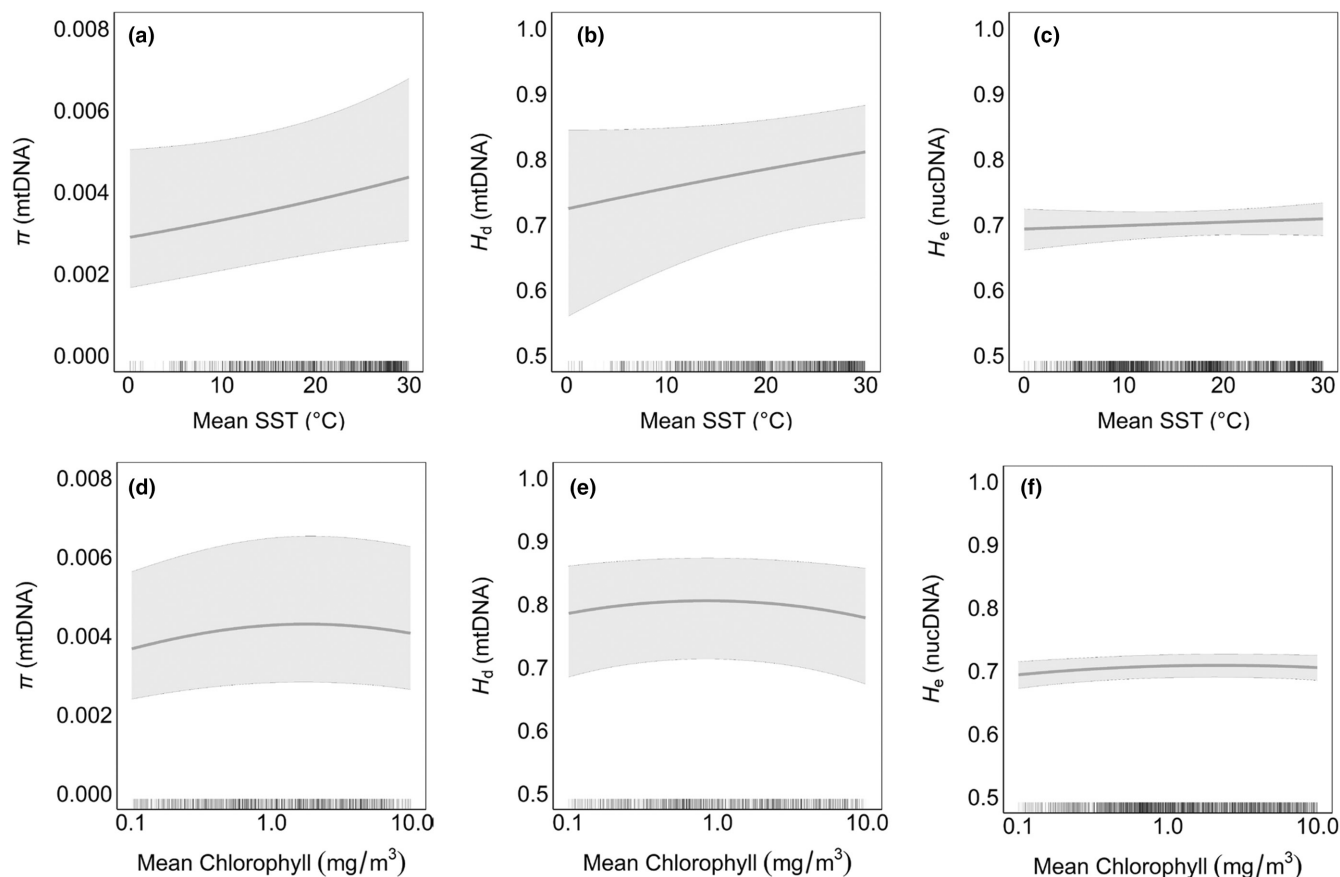 (a)
π (mtDNA)
0.008
0.006
0.004
0.002
0.000
0 10 20 30
Mean SST (°C)
(b)
Hd (mtDNA)
1.0
0.9
0.8
0.7
0.6
0.5
0 10 20 30
Mean SST (°C)
(c)
He (nucDNA)
1.0
0.9
0.8
0.7
0.6
0.5
0 10 20 30
Mean SST (°C)
(d)
π (mtDNA)
0.008
0.006
0.004
0.002
0.000
0.1 1.0 10.0
Mean Chlorophyll (mg/m³)
(e)
Hd (mtDNA)
1.0
0.9
0.8
0.7
0.6
0.5
0.1 1.0 10.0
Mean Chlorophyll (mg/m³)
(f)
He (nucDNA)
1.0
0.9
0.8
0.7
0.6
0.5
0.1 1.0 10.0
Mean Chlorophyll (mg/m³)